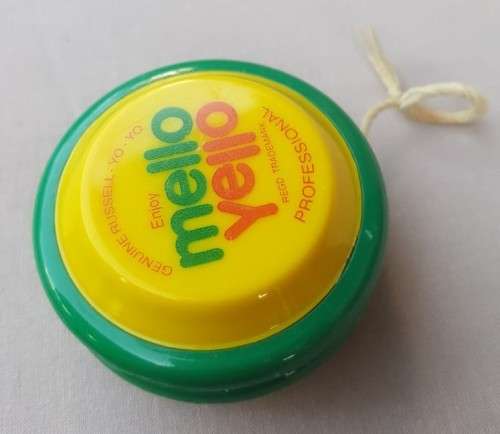 GENUINE RUSSELL · YO-YO
Enjoy
mello
yello
REGD TRADEMARK
PROFESSIONAL